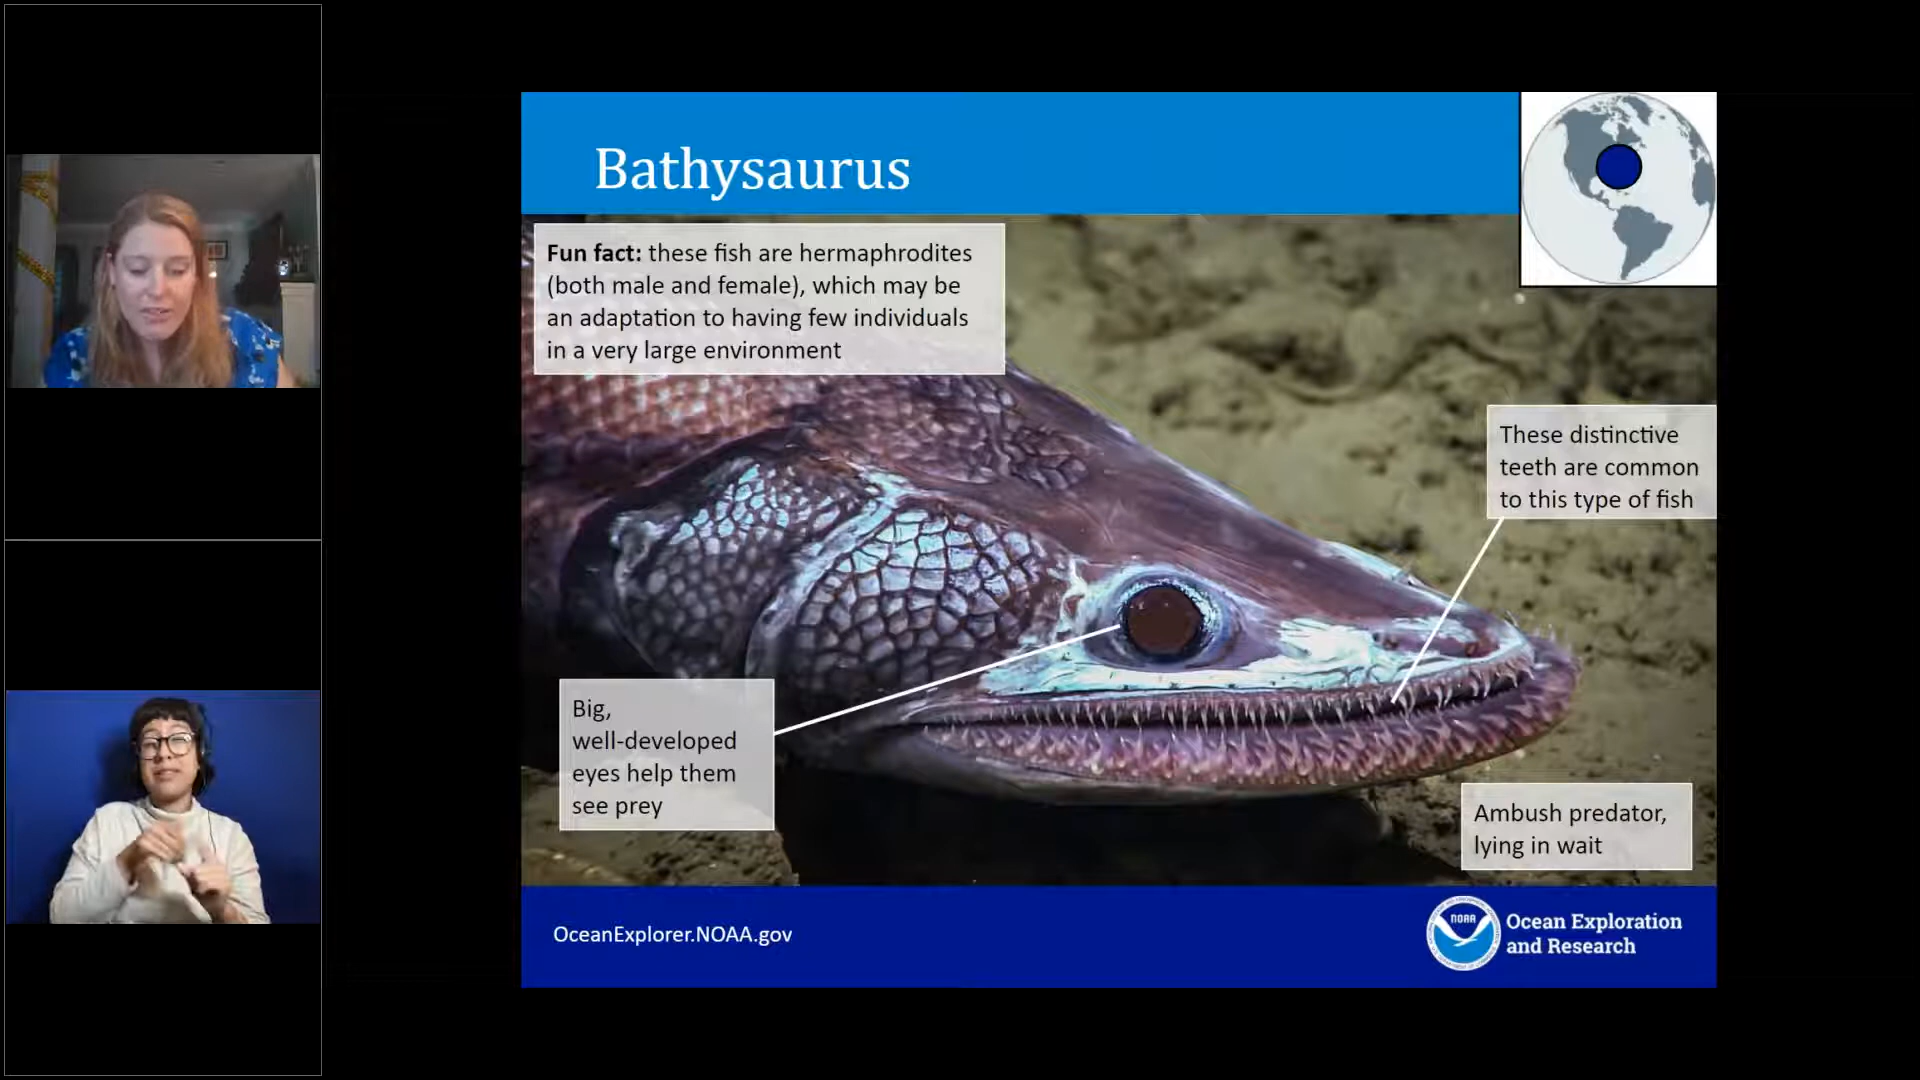 Bathysaurus
Fun fact: these fish are hermaphrodites
(both male and female), which may be
an adaptation to having few individuals
in a very large environment
These distinctive
teeth are common
to this type of fish
Big,
well-developed
eyes help them
see prey
Ambush predator,
lying in wait
OceanExplorer.NOAA.gov
NOAA
Ocean Exploration
and Research